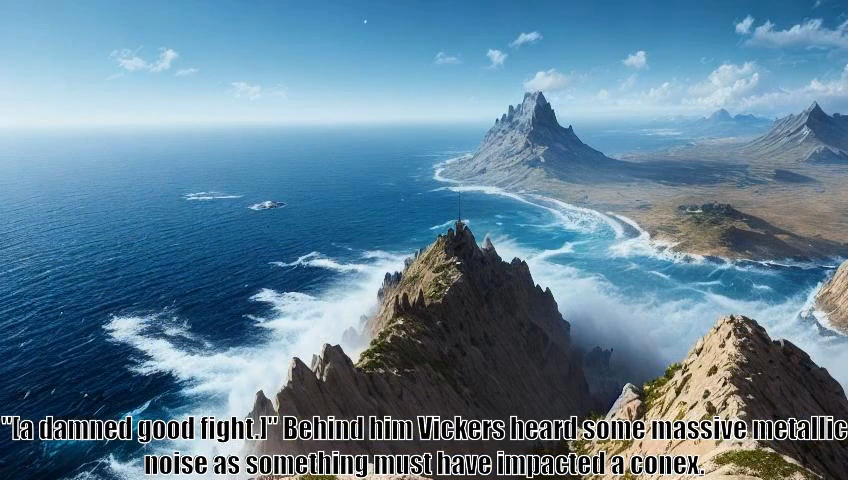 "[a damned good fight.]" Behind him Vickers heard some massive metallic
noise as something must have impacted a conex.